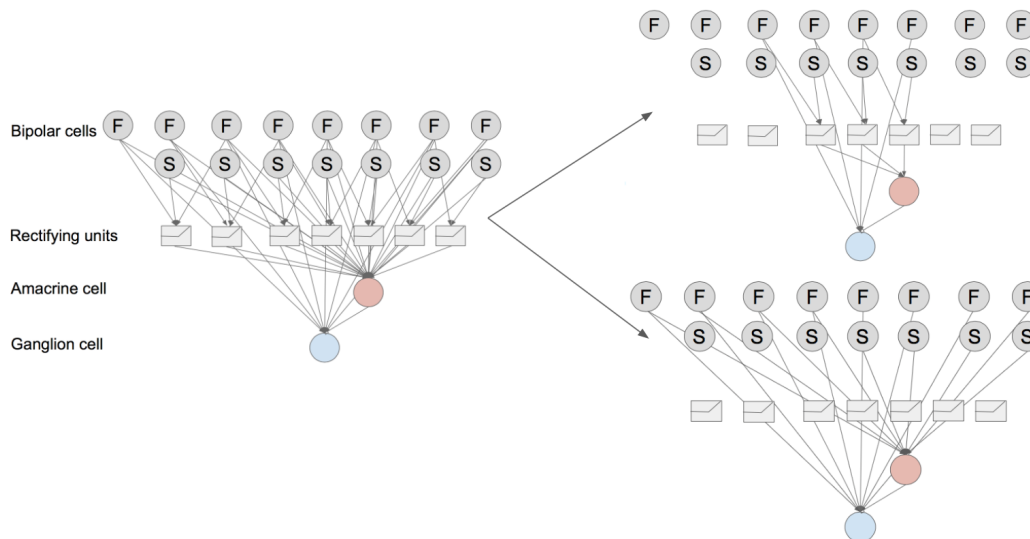 F F F F F F F F
S S S S S S S
Bipolar cells F F F F F F F F
S S S S S S S
Rectifying units
Amacrine cell
Ganglion cell
F F F F F F F F
S S S S S S S